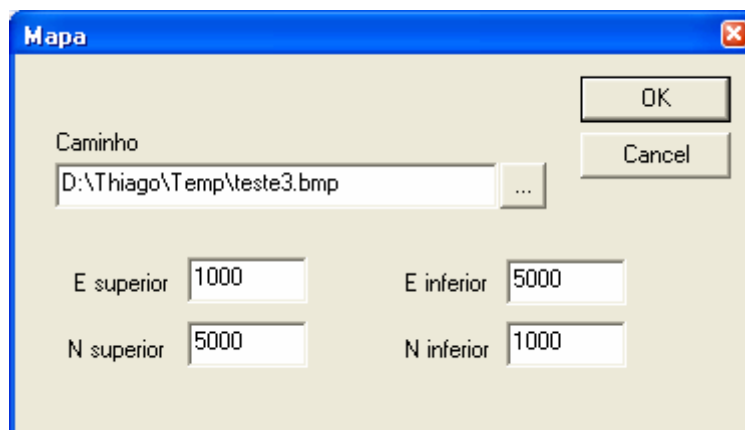 Mapa
OK
Caminho
Cancel
D:\Thiago\Temp\teste3.bmp ...
E superior 1000 E inferior 5000
N superior 5000 N inferior 1000